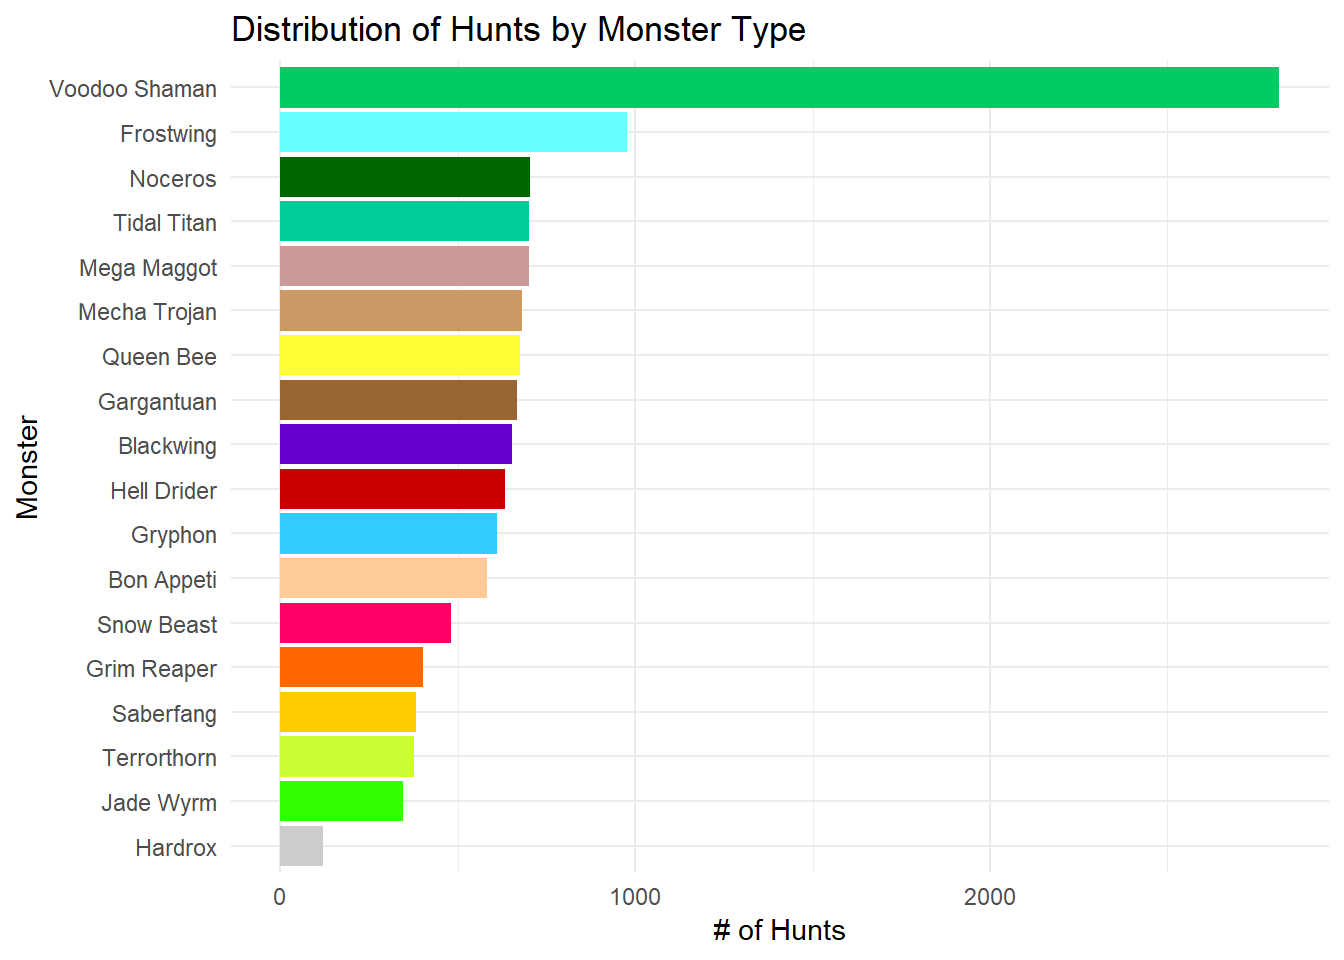 Distribution of Hunts by Monster Type
Voodoo Shaman
Frostwing
Noceros
Tidal Titan
Mega Maggot
Mecha Trojan
Queen Bee
Gargantuan
Blackwing
Hell Drider
Gryphon
Bon Appeti
Snow Beast
Grim Reaper
Saberfang
Terrorthorn
Jade Wyrm
Hardrox
Monster
0 1000 2000
# of Hunts